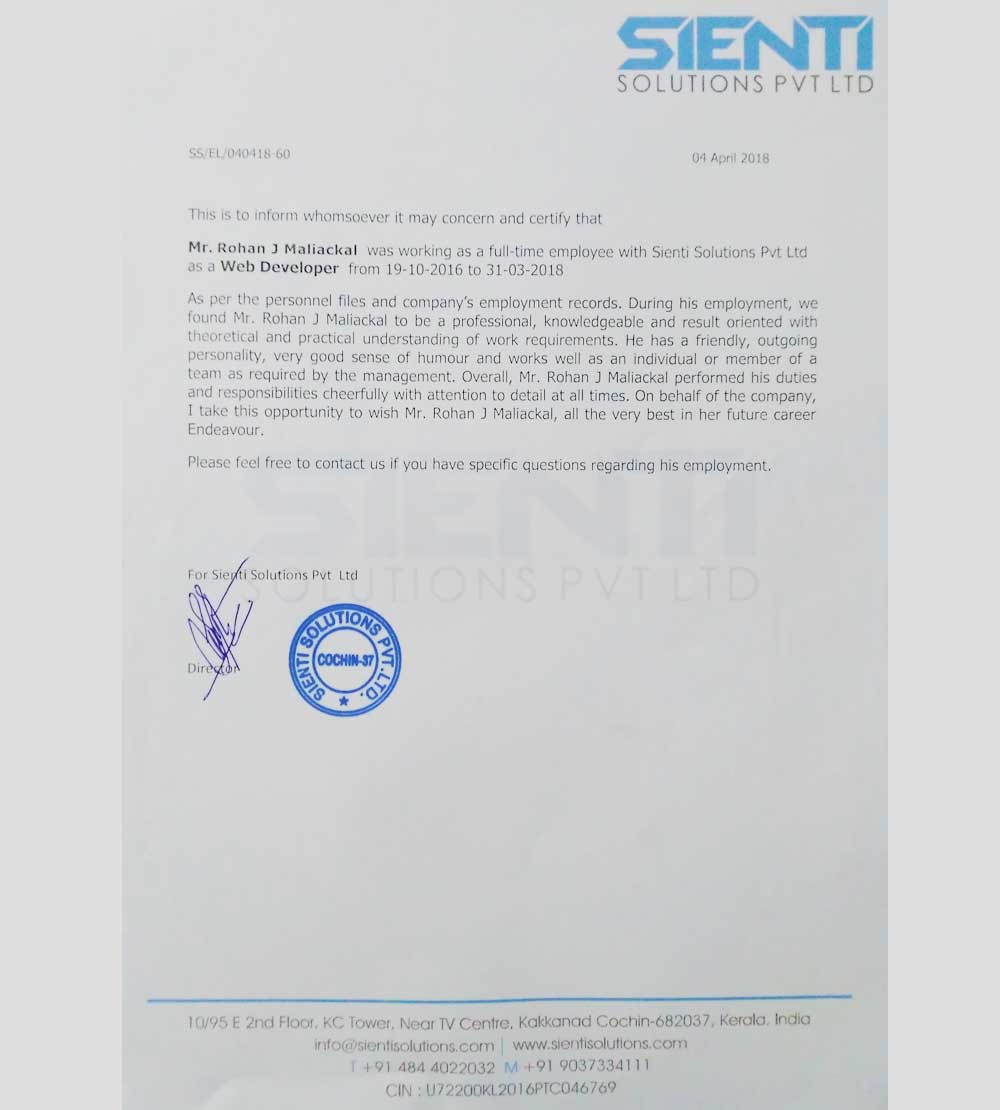 SIENTI
SOLUTIONS PVT LTD
SS/EL/040418-60
04 April 2018
This is to inform whomsoever it may concern and certify that
Mr. Rohan J Maliackal was working as a full-time employee with Sienti Solutions Pvt Ltd
as a Web Developer from 19-10-2016 to 31-03-2018
As per the personnel files and company's employment records. During his employment, we
found Mr. Rohan J Maliackal to be a professional, knowledgeable and result oriented with
theoretical and practical understanding of work requirements. He has a friendly, outgoing
personality, very good sense of humour and works well as an individual or member of a
team as required by the management. Overall, Mr. Rohan J Maliackal performed his duties
and responsibilities cheerfully with attention to detail at all times. On behalf of the company,
I take this opportunity to wish Mr. Rohan J Maliackal, all the very best in her future career
Endeavour.
Please feel free to contact us if you have specific questions regarding his employment.
SIENTI
SOLUTIONS PVT LTD
For Sienti Solutions Pvt Ltd
Director
SIENTI SOLUTIONS PVT. LTD.
COCHIN-37
10/95 E 2nd Floor, KC Tower, Near TV Centre, Kakkanad Cochin-682037, Kerala, India
info@sientisolutions.com | www.sientisolutions.com
T +91 484 4022032 M +91 9037334111
CIN : U72200KL2016PTC046769